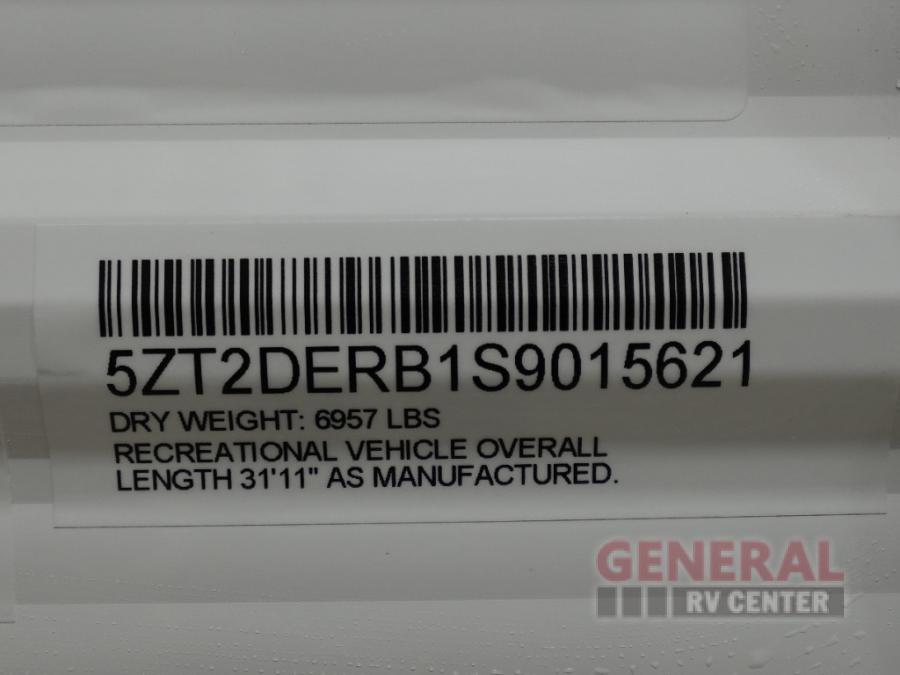 5ZT2DERB1S9015621
DRY WEIGHT: 6957 LBS
RECREATIONAL VEHICLE OVERALL
LENGTH 31'11" AS MANUFACTURED.
GENERAL
RV CENTER